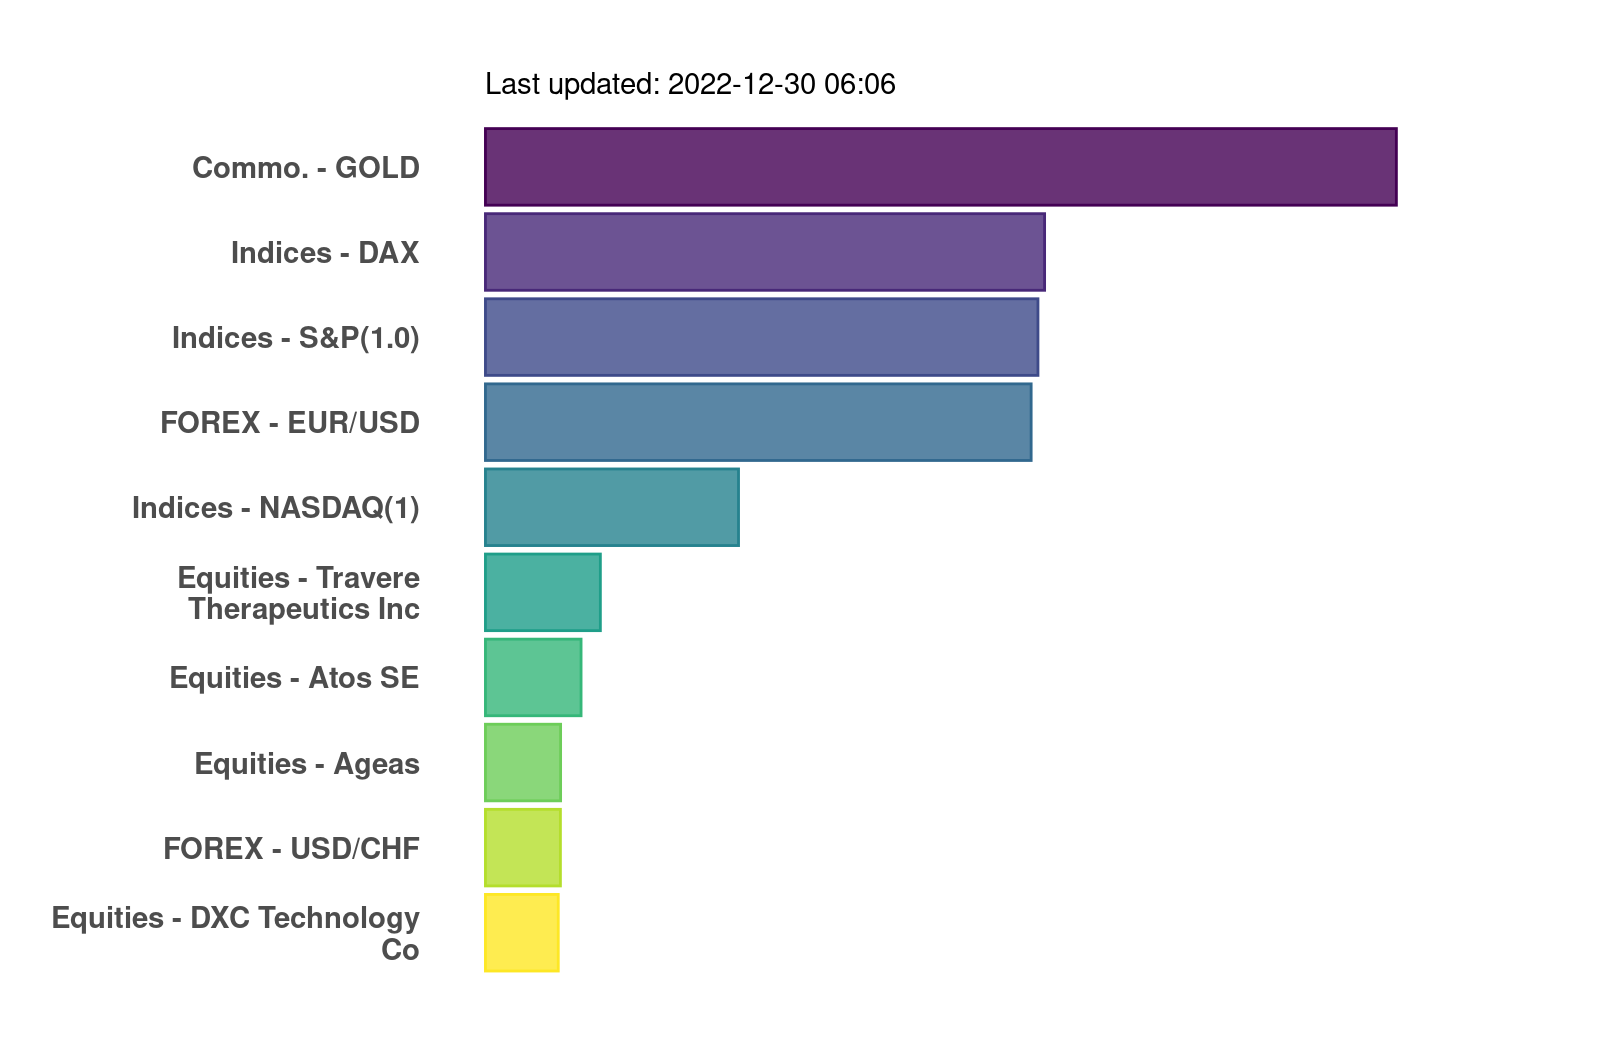 Last updated: 2022-12-30 06:06
Commo. - GOLD
Indices - DAX
Indices - S&P(1.0)
FOREX - EUR/USD
Indices - NASDAQ(1)
Equities - Travere
Therapeutics Inc
Equities - Atos SE
Equities - Ageas
FOREX - USD/CHF
Equities - DXC Technology
Co